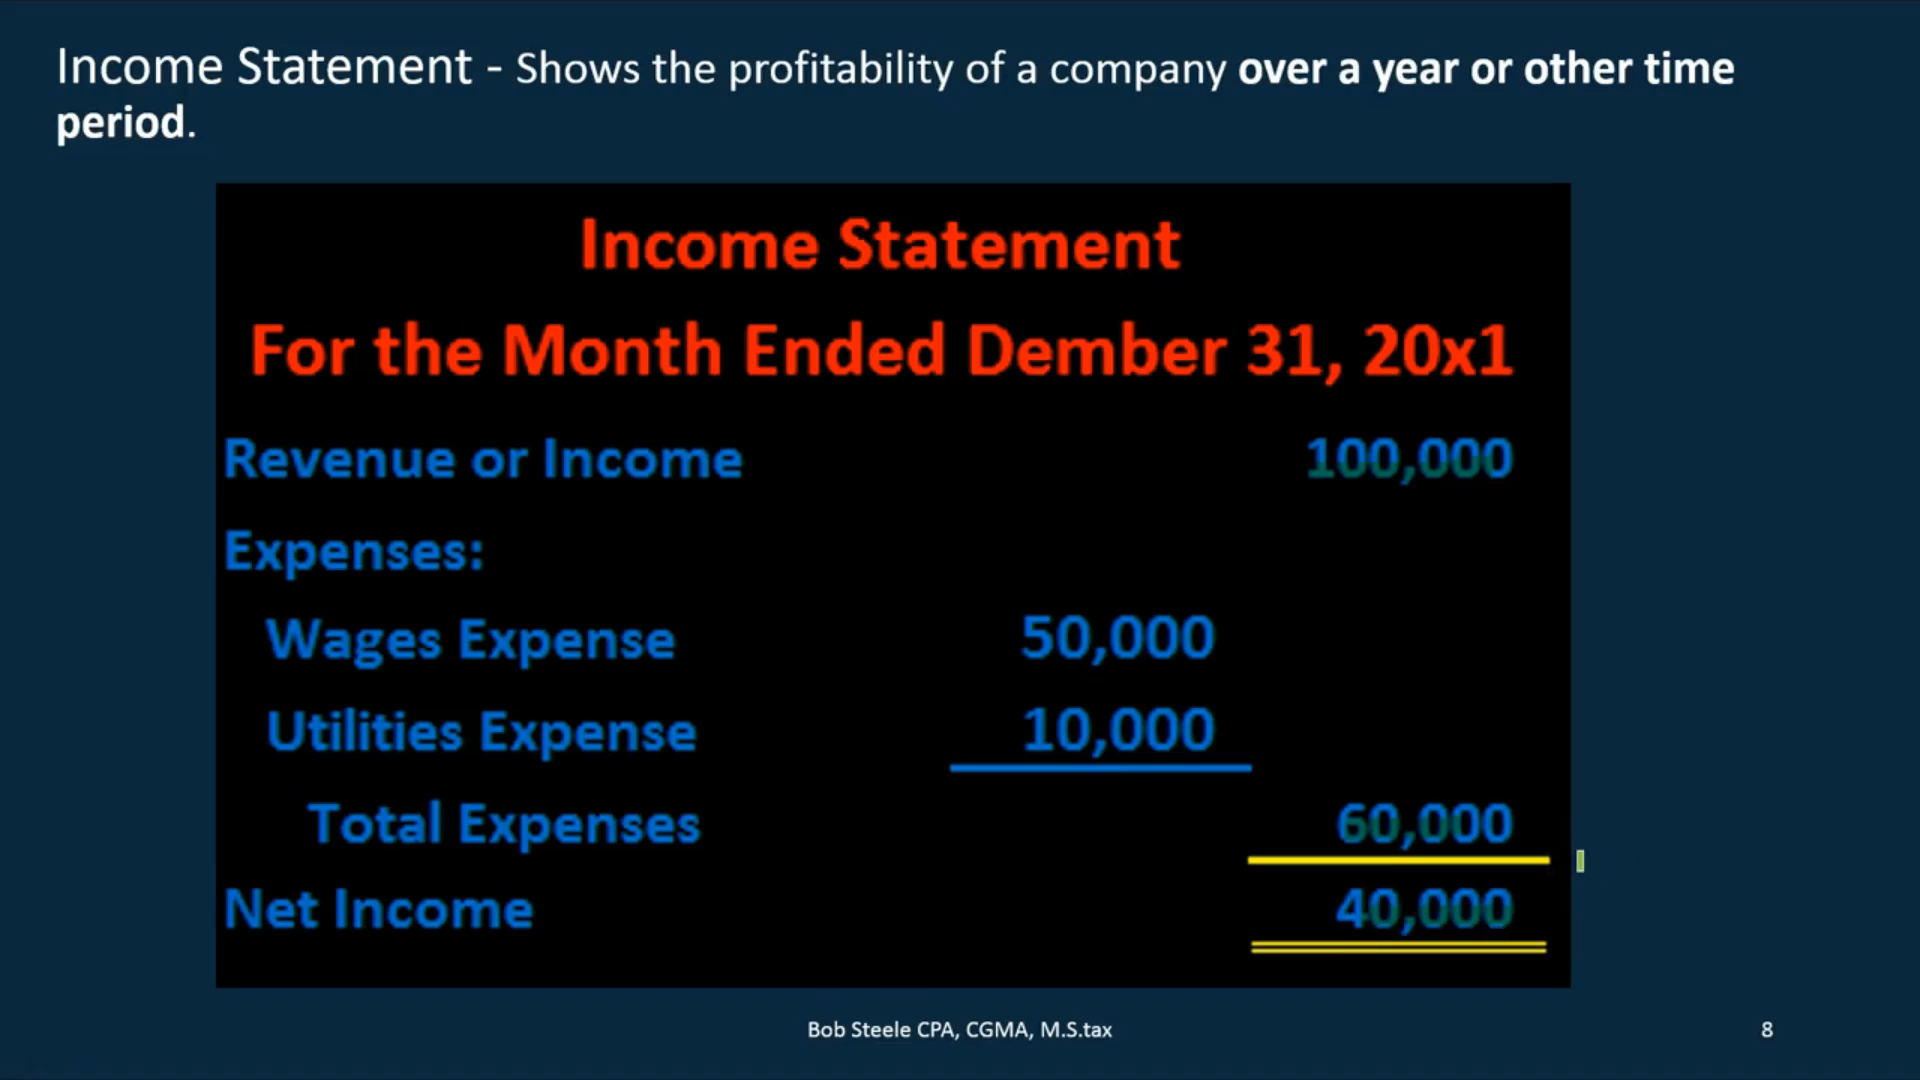 Income Statement - Shows the profitability of a company over a year or other time
period.
Income Statement
For the Month Ended Dember 31, 20x1
Revenue or Income 100,000
Expenses:
Wages Expense 50,000
Utilities Expense 10,000
Total Expenses 60,000
Net Income 40,000
Bob Steele CPA, CGMA, M.S.tax 8